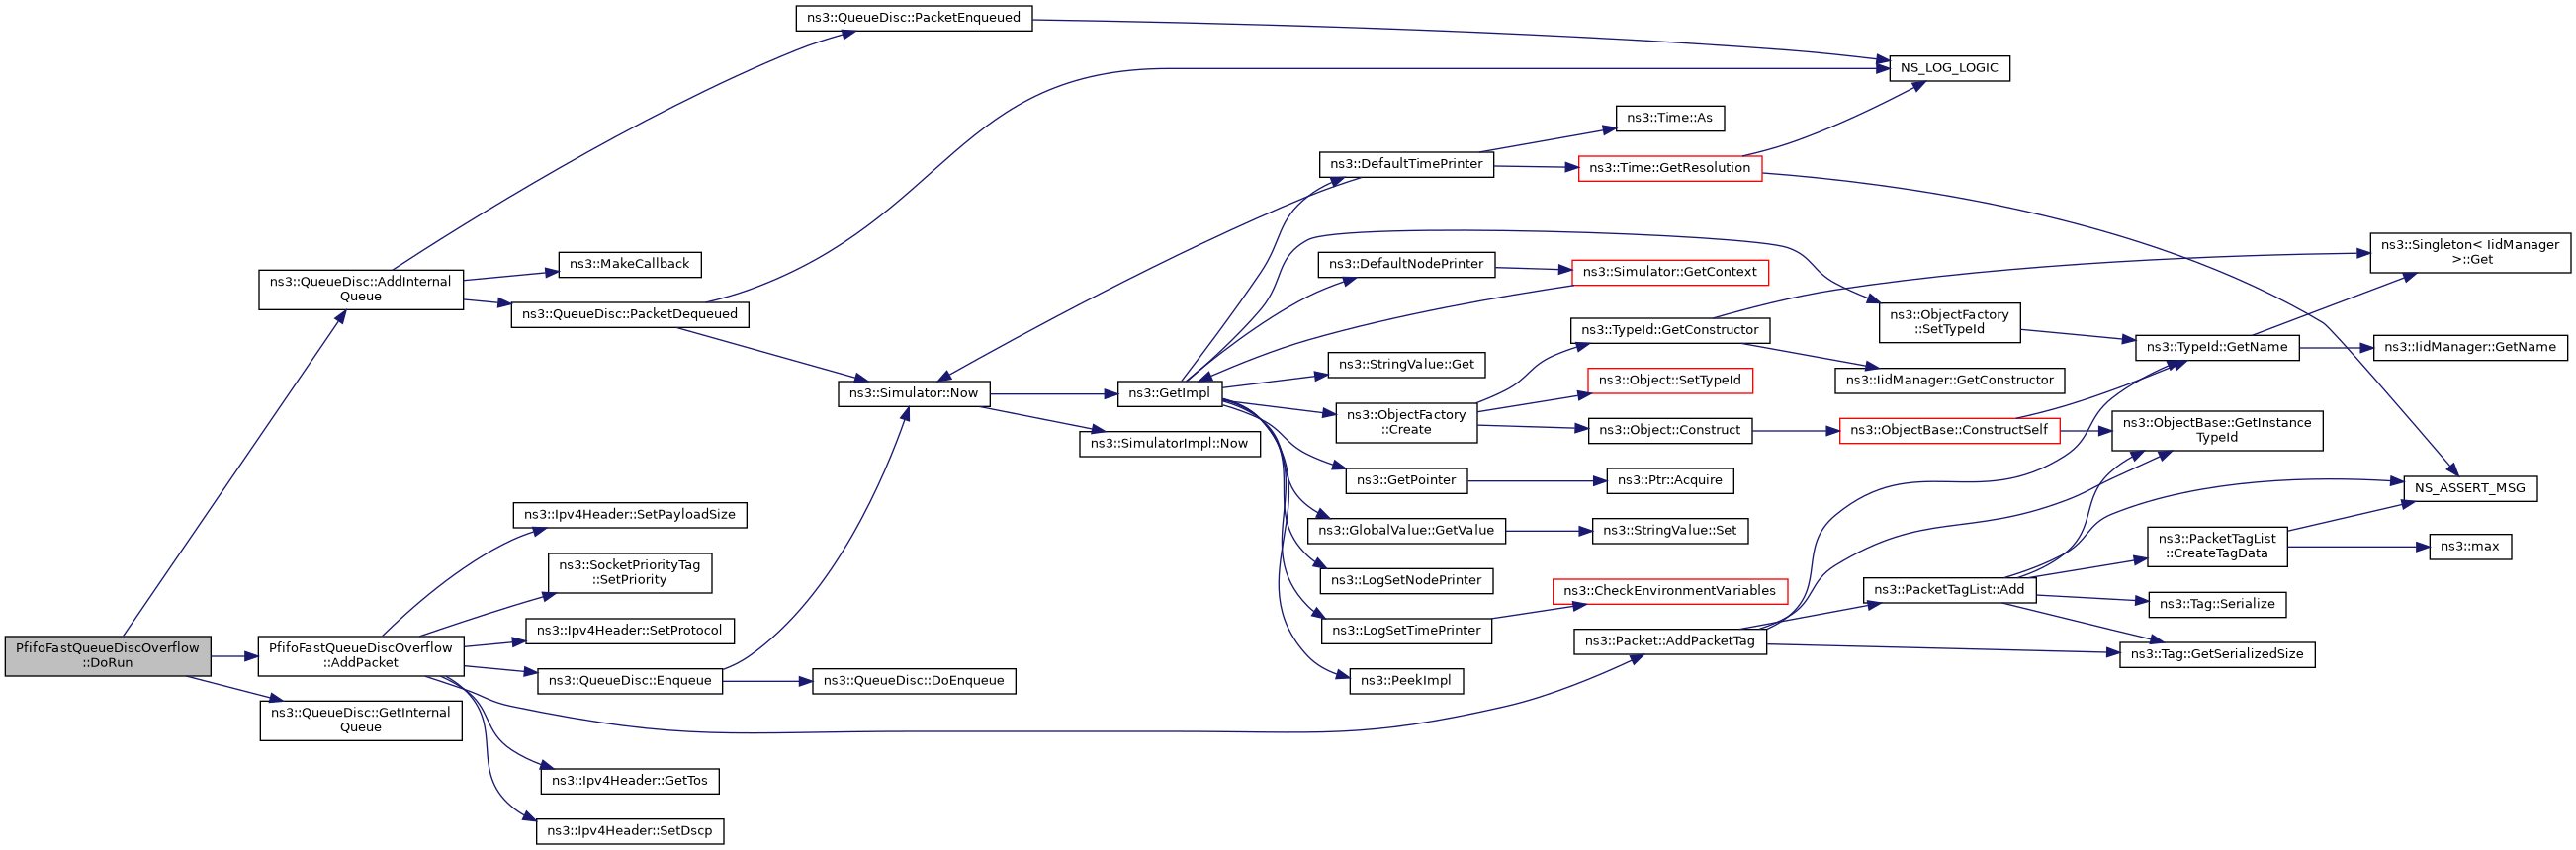 ns3::QueueDisc::PacketEnqueued
NS_LOG_LOGIC
ns3::Time::As
ns3::DefaultTimePrinter
ns3::Time::GetResolution
ns3::Singleton< IidManager
>::Get
ns3::MakeCallback
ns3::DefaultNodePrinter
ns3::Simulator::GetContext
ns3::QueueDisc::AddInternal
Queue
ns3::QueueDisc::PacketDequeued
ns3::ObjectFactory
::SetTypeId
ns3::TypeId::GetConstructor
ns3::TypeId::GetName
ns3::IidManager::GetName
ns3::StringValue::Get
ns3::Object::SetTypeId
ns3::IidManager::GetConstructor
ns3::Simulator::Now
ns3::GetImpl
ns3::ObjectFactory
::Create
ns3::Object::Construct
ns3::ObjectBase::ConstructSelf
ns3::ObjectBase::GetInstance
TypeId
ns3::SimulatorImpl::Now
ns3::GetPointer
ns3::Ptr::Acquire
NS_ASSERT_MSG
ns3::Ipv4Header::SetPayloadSize
ns3::GlobalValue::GetValue
ns3::StringValue::Set
ns3::PacketTagList
::CreateTagData
ns3::max
ns3::SocketPriorityTag
::SetPriority
ns3::LogSetNodePrinter
ns3::CheckEnvironmentVariables
ns3::PacketTagList::Add
ns3::Tag::Serialize
ns3::Ipv4Header::SetProtocol
ns3::LogSetTimePrinter
ns3::Packet::AddPacketTag
ns3::Tag::GetSerializedSize
PfifoFastQueueDiscOverflow
::DoRun
PfifoFastQueueDiscOverflow
::AddPacket
ns3::QueueDisc::Enqueue
ns3::QueueDisc::DoEnqueue
ns3::PeekImpl
ns3::QueueDisc::GetInternal
Queue
ns3::Ipv4Header::GetTos
ns3::Ipv4Header::SetDscp